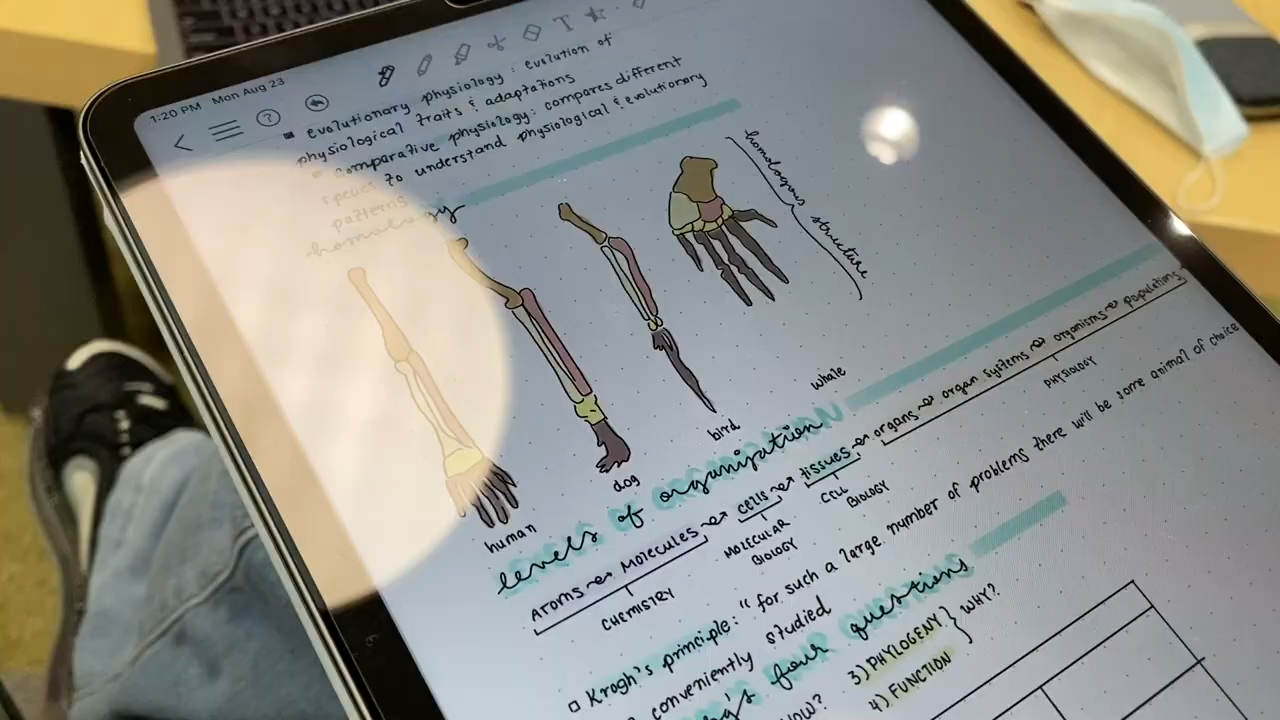 1:20 PM Mon Aug 23
evolutionary physiology: evolution of
physiological traits & adaptations
comparative physiology: compares different
species to understand physiological & evolutionary
patterns
homology
homologous structure
human
dog
bird
whale
levels of organization
Atoms → Molecules → cells → tissues → organs → organ systems → organisms → populations
CHEMISTRY
MOLECULAR
BIOLOGY
CELL
BIOLOGY
PHYSIOLOGY
Krogh's principle: "for such a large number of problems there will be some animal of choice
conveniently studied
four questions
3) PHYLOGENY } WHY?
4) FUNCTION
HOW?